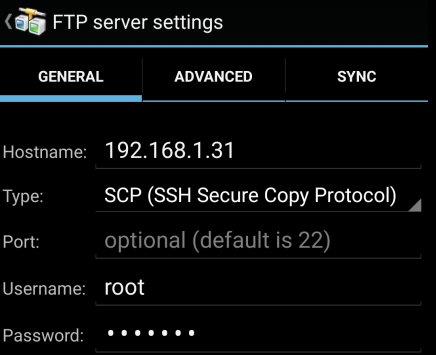 FTP server settings
GENERAL ADVANCED SYNC
Hostname: 192.168.1.31
Type: SCP (SSH Secure Copy Protocol)
Port: optional (default is 22)
Username: root
Password: •••••••